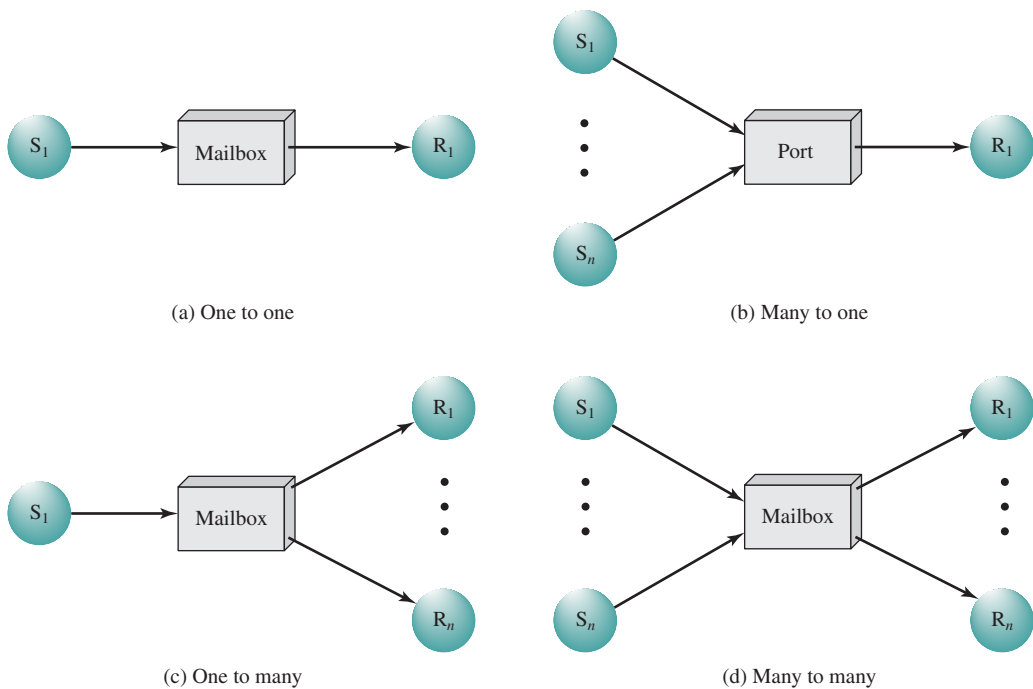 S₁
Mailbox
R₁
(a) One to one
S₁
Port
R₁
Sₙ
(b) Many to one
S₁
Mailbox
R₁
Rₙ
(c) One to many
S₁
Mailbox
R₁
Sₙ
Rₙ
(d) Many to many